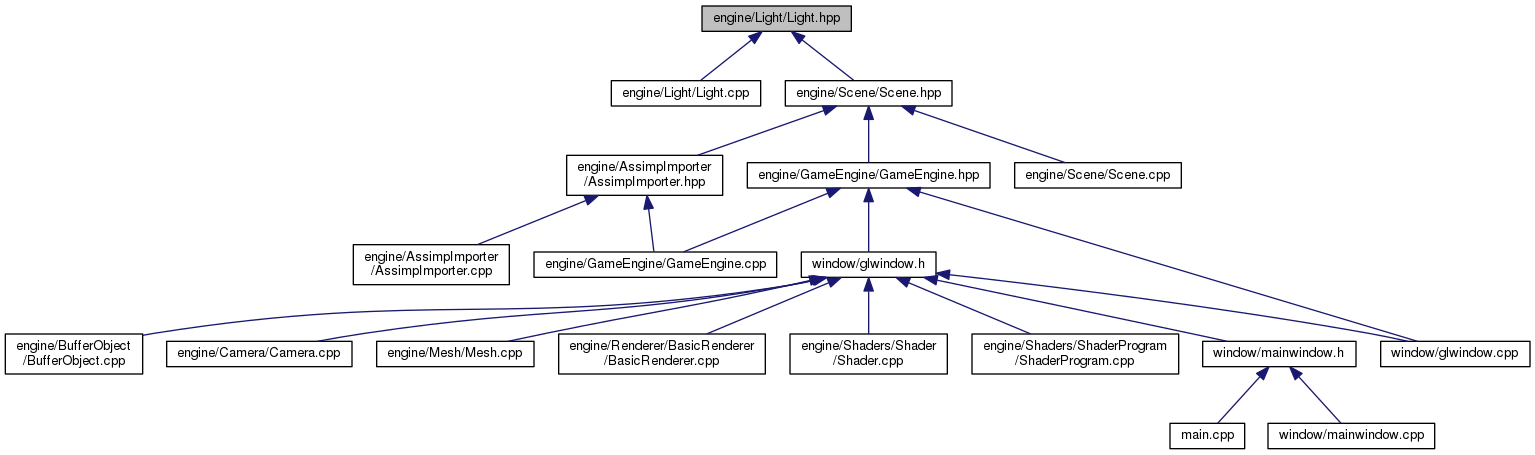 engine/Light/Light.hpp
engine/Light/Light.cpp
engine/Scene/Scene.hpp
engine/AssimpImporter
/AssimpImporter.hpp
engine/GameEngine/GameEngine.hpp
engine/Scene/Scene.cpp
engine/AssimpImporter
/AssimpImporter.cpp
engine/GameEngine/GameEngine.cpp
window/glwindow.h
engine/BufferObject
/BufferObject.cpp
engine/Camera/Camera.cpp
engine/Mesh/Mesh.cpp
engine/Renderer/BasicRenderer
/BasicRenderer.cpp
engine/Shaders/Shader
/Shader.cpp
engine/Shaders/ShaderProgram
/ShaderProgram.cpp
window/mainwindow.h
window/glwindow.cpp
main.cpp
window/mainwindow.cpp